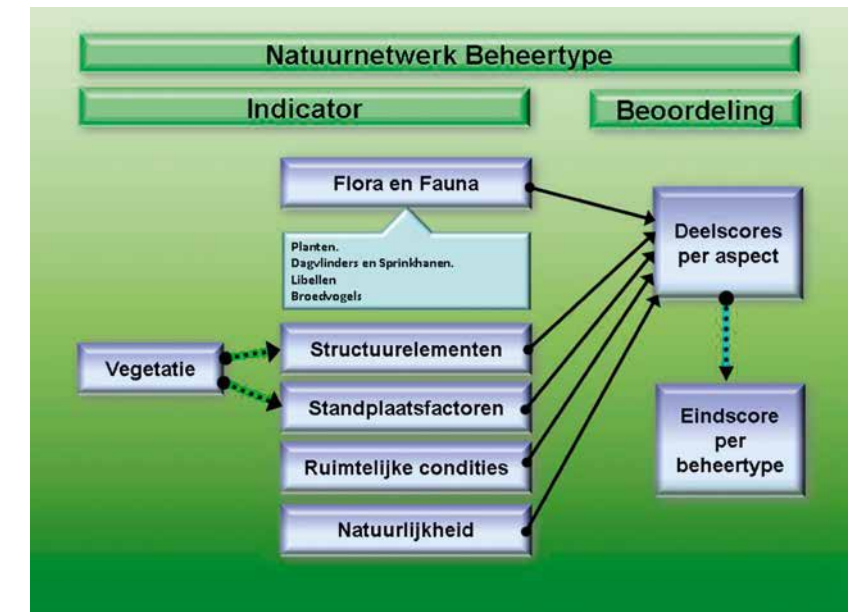 Natuurnetwerk Beheertype
Indicator
Beoordeling
Flora en Fauna
Planten.
Dagvlinders en Sprinkhanen.
Libellen
Broedvogels
Vegetatie
Structuurelementen
Standplaatsfactoren
Ruimtelijke condities
Natuurlijkheid
Deelscores
per aspect
Eindscore
per
beheertype